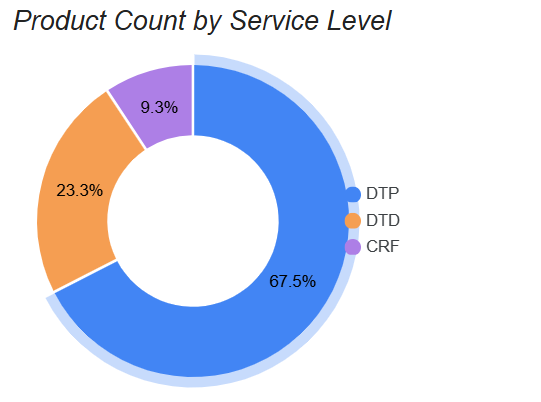 Product Count by Service Level
9.3%
23.3%
67.5%
DTP
DTD
CRF